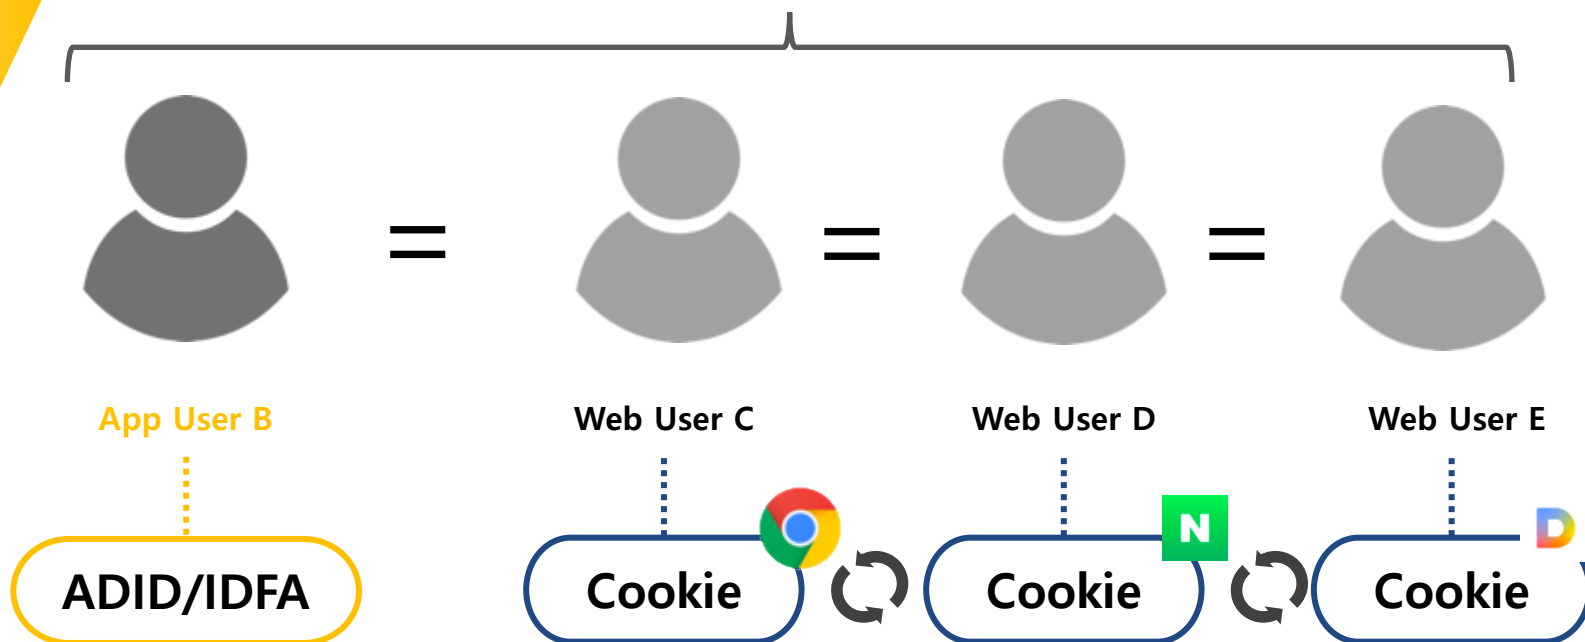 = = =
App User B Web User C Web User D Web User E
N D
ADID/IDFA Cookie Cookie Cookie